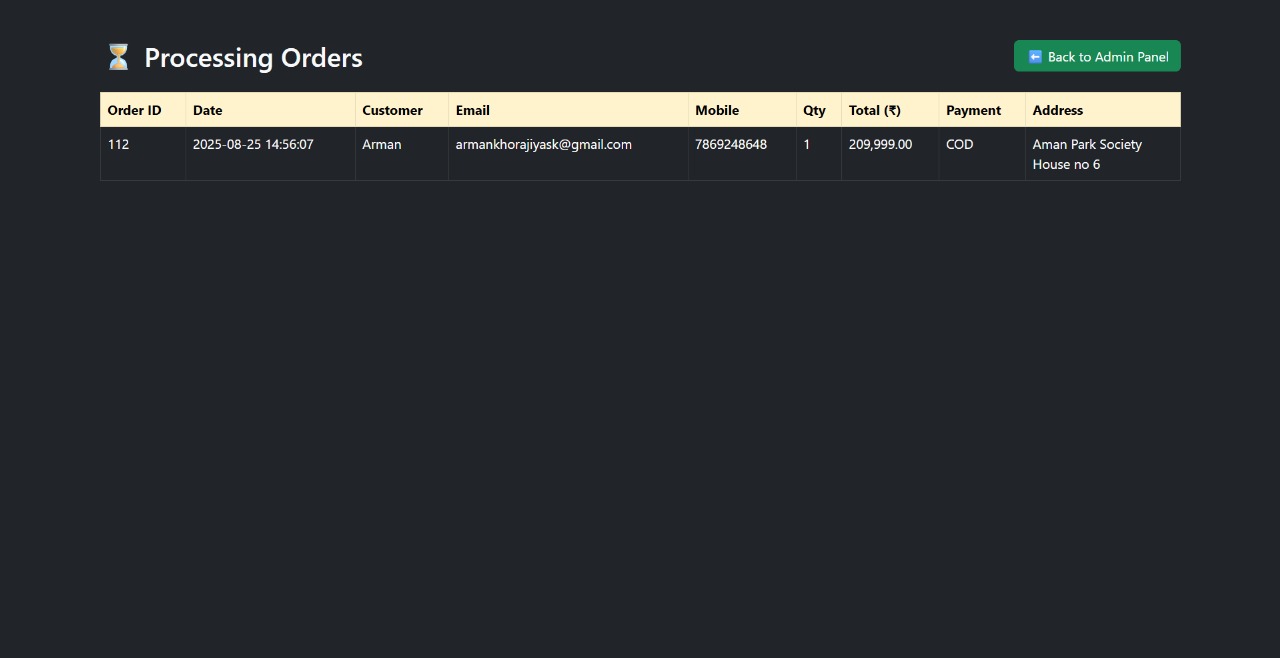 ⏳ Processing Orders
⬅️ Back to Admin Panel
Order ID Date Customer Email Mobile Qty Total (₹) Payment Address
112 2025-08-25 14:56:07 Arman armankhorajiyask@gmail.com 7869248648 1 209,999.00 COD Aman Park Society
House no 6